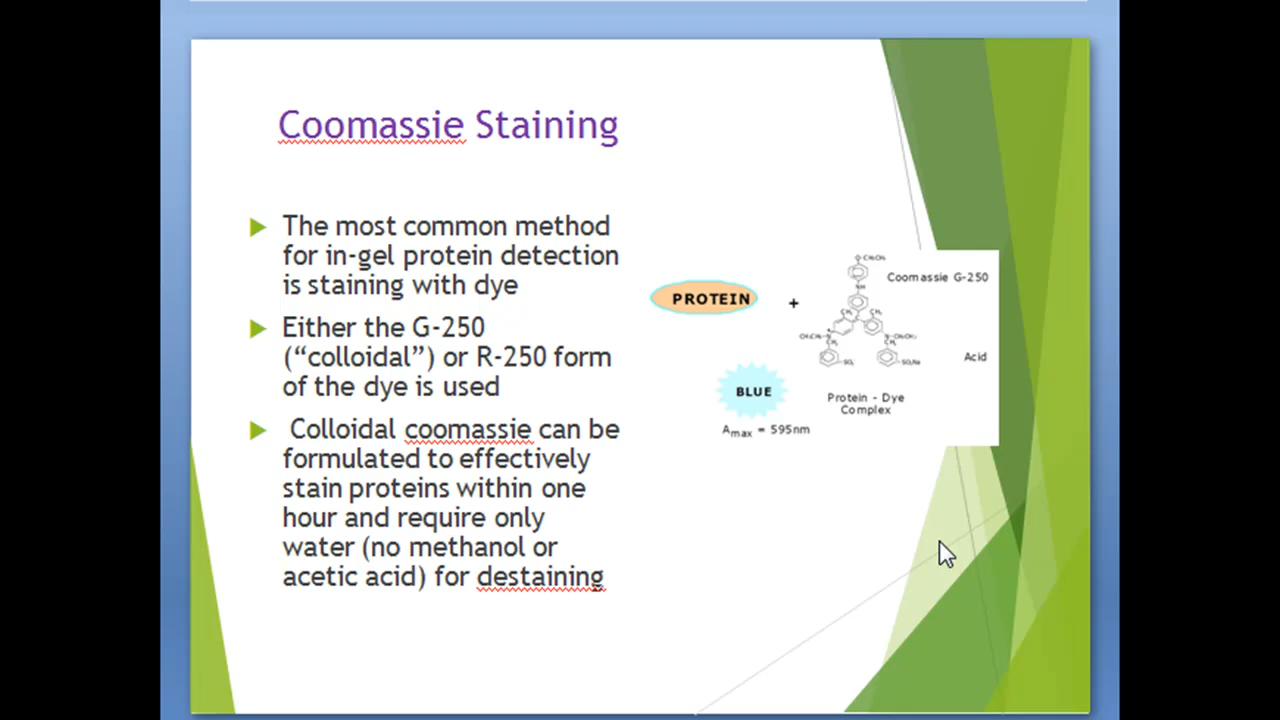 Coomassie Staining
The most common method
for in-gel protein detection
is staining with dye
Either the G-250
(“colloidal”) or R-250 form
of the dye is used
Colloidal coomassie can be
formulated to effectively
stain proteins within one
hour and require only
water (no methanol or
acetic acid) for destaining
PROTEIN
+
Coomassie G-250
Acid
BLUE
Amax = 595nm
Protein - Dye
Complex